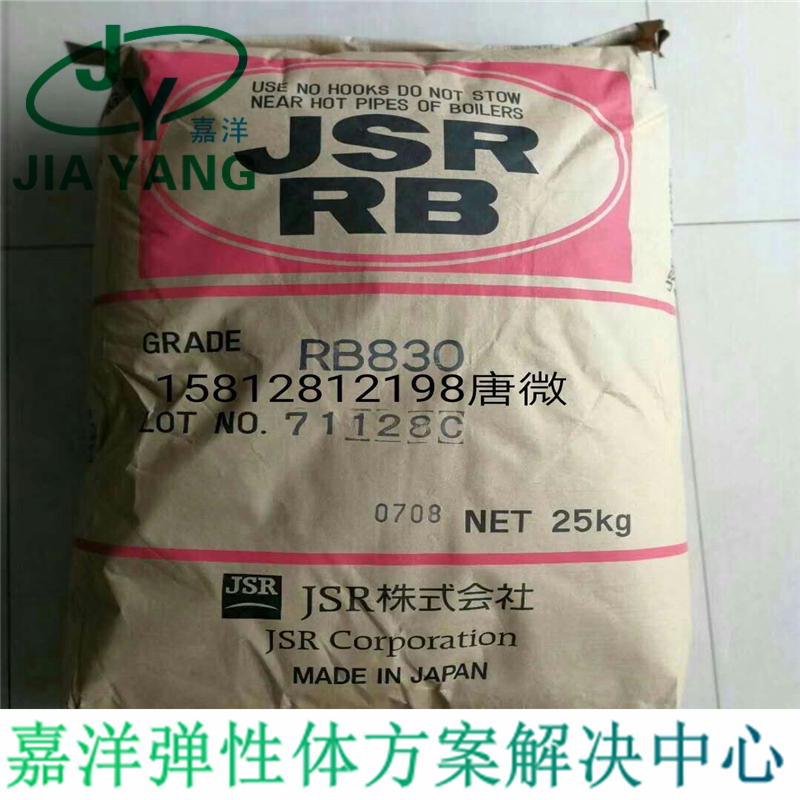 JY
嘉洋
JIA YANG
USE NO HOOKS DO NOT STOW
NEAR HOT PIPES OF BOILERS
JSR
RB
GRADE RB830
15812812198唐微
LOT NO. 71128C
0708 NET 25kg
JSR JSR株式会社
JSR Corporation
MADE IN JAPAN
嘉洋弹性体方案解决中心